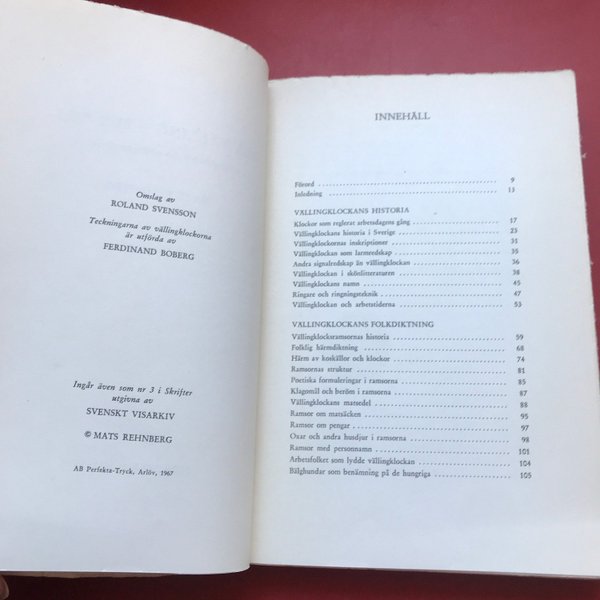 Omslag av
ROLAND SVENSSON
Teckningarna av vällingklockorna
är utförda av
FERDINAND BOBERG
Ingår även som nr 3 i Skrifter
utgivna av
SVENSKT VISARKIV
© MATS REHNBERG
AB Perfekta-Tryck, Arlöv, 1967
INNEHÅLL
Förord 9
Inledning 13
VÄLLINGKLOCKANS HISTORIA
Klockor som reglerat arbetsdagens gång 17
Vällingklockans historia i Sverige 23
Vällingklockornas inskriptioner 31
Vällingklockan som larmredskap 35
Andra signalredskap än vällingklockan 36
Vällingklockan i skönlitteraturen 38
Vällingklockans namn 45
Ringare och ringningsteknik 47
Vällingklockan och arbetstiderna 53
VÄLLINGKLOCKANS FOLKDIKTNING
Vällingklocksramsornas historia 59
Folklig härmdiktning 68
Härm av koskällor och klockor 74
Ramsornas struktur 81
Poetiska formuleringar i ramsorna 85
Klagomål och beröm i ramsorna 87
Vällingklockans matsedel 88
Ramsor om matsäcken 95
Ramsor om pengar 97
Oxar och andra husdjur i ramsorna 98
Ramsor med personnamn 101
Arbetsfolket som lydde vällingklockan 104
Bälghundar som benämning på de hungriga 105